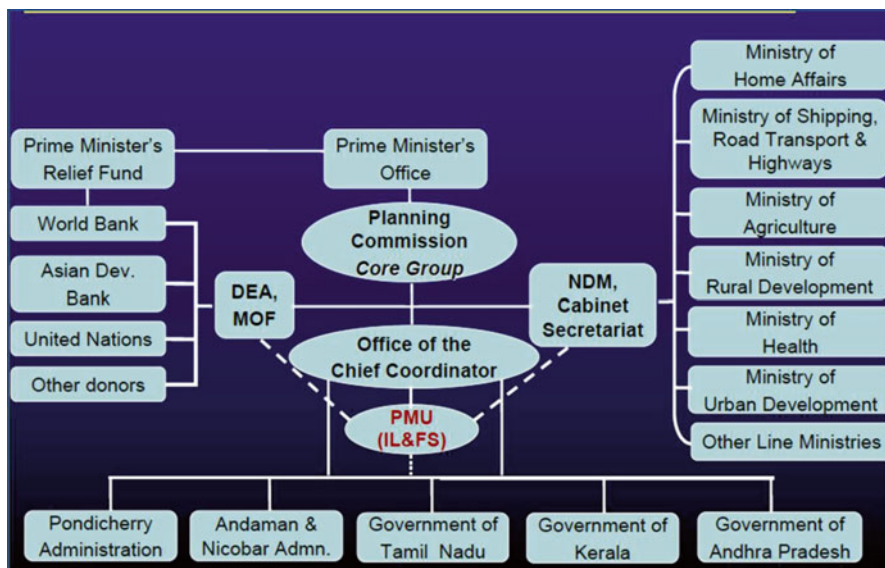 Prime Minister's
Relief Fund
World Bank
Asian Dev.
Bank
United Nations
Other donors
DEA,
MOF
Prime Minister's
Office
Planning
Commission
Core Group
Office of the
Chief Coordinator
PMU
(IL&FS)
NDM,
Cabinet
Secretariat
Ministry of
Home Affairs
Ministry of Shipping,
Road Transport &
Highways
Ministry of
Agriculture
Ministry of
Rural Development
Ministry of
Health
Ministry of
Urban Development
Other Line Ministries
Pondicherry
Administration
Andaman &
Nicobar Admn.
Government of
Tamil Nadu
Government of
Kerala
Government of
Andhra Pradesh